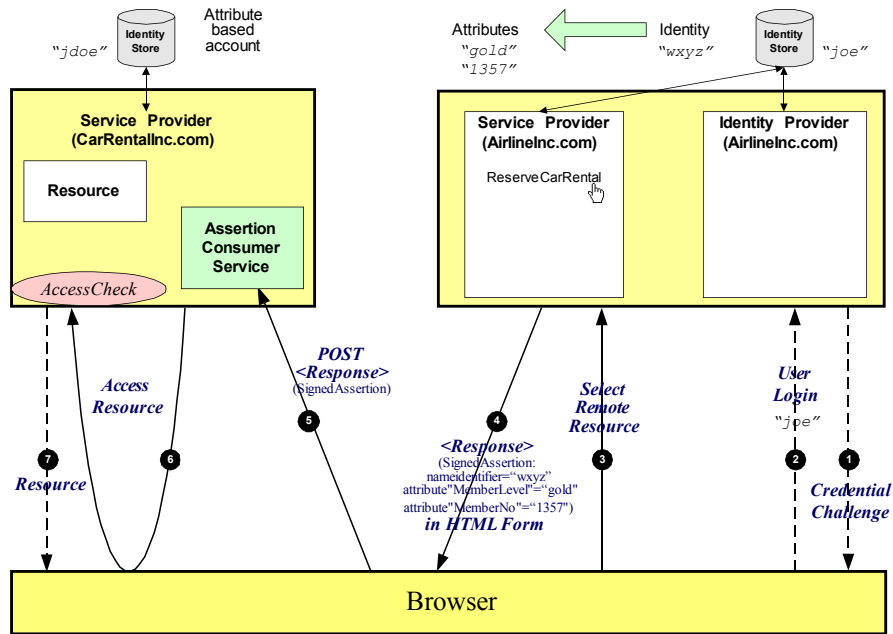 Identity
Store
"jdoe"
Attribute
based
account
Attributes
"gold"
"1357"
Identity
"wxyz"
Identity
Store
"joe"
Service Provider
(CarRentalInc.com)
Resource
Assertion
Consumer
Service
AccessCheck
Service Provider
(AirlineInc.com)
ReserveCarRental
Identity Provider
(AirlineInc.com)
POST
<Response>
(SignedAssertion)
Access
Resource
Select
Remote
Resource
User
Login
"joe"
5
4
<Response>
(SignedAssertion:
nameidentifier="wxyz"
attribute"MemberLevel"="gold"
attribute"MemberNo"="1357")
in HTML Form
7
Resource
6
3
2
1
Credential
Challenge
Browser